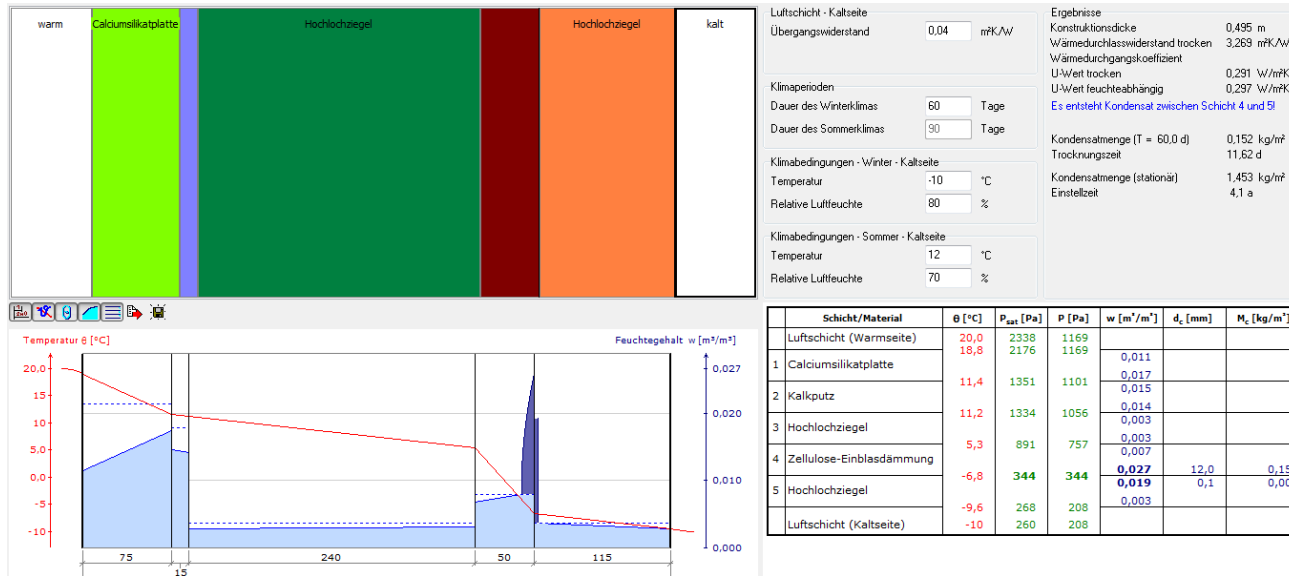 warm
Calciumsilikatplatte
Hochlochziegel
Hochlochziegel
kalt
Luftschicht - Kaltseite
Übergangswiderstand 0,04 m²K/W
Klimaperioden
Dauer des Winterklimas 60 Tage
Dauer des Sommerklimas 90 Tage
Klimabedingungen - Winter - Kaltseite
Temperatur -10 °C
Relative Luftfeuchte 80 %
Klimabedingungen - Sommer - Kaltseite
Temperatur 12 °C
Relative Luftfeuchte 70 %
Ergebnisse
Konstruktionsdicke 0,495 m
Wärmedurchlasswiderstand trocken 3,269 m²K/W
Wärmedurchgangskoeffizient
U-Wert trocken 0,291 W/m²K
U-Wert feuchteabhängig 0,297 W/m²K
Es entsteht Kondensat zwischen Schicht 4 und 5!
Kondensatmenge (T = 60,0 d) 0,152 kg/m²
Trocknungszeit 11,62 d
Kondensatmenge (stationär) 1,453 kg/m²
Einstellzeit 4,1 a
Temperatur θ [°C]
Feuchtegehalt w [m³/m³]
20,0
15
10
5,0
0,0
-5
-10
0,027
0,020
0,010
0,000
75
15
240
50
115
Schicht/Material θ [°C] Psat [Pa] P [Pa] w [m³/m³] dc [mm] Mc [kg/m²]
Luftschicht (Warmseite) 20,0 2338 1169
18,8 2176 1169
1 Calciumsilikatplatte 0,011
0,017
11,4 1351 1101
2 Kalkputz 0,015
0,014
11,2 1334 1056
3 Hochlochziegel 0,003
0,003
5,3 891 757
4 Zellulose-Einblasdämmung 0,007
0,027 12,0 0,15
-6,8 344 344
5 Hochlochziegel 0,019 0,1 0,00
0,003
-9,6 268 208
Luftschicht (Kaltseite) -10 260 208